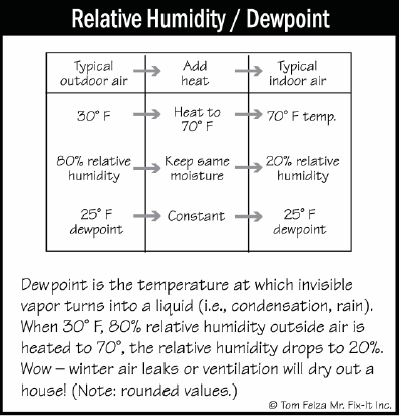 Relative Humidity / Dewpoint
Typical outdoor air → Add heat → Typical indoor air
30° F → Heat to 70° F → 70° F temp.
80% relative humidity → Keep same moisture → 20% relative humidity
25° F dewpoint → Constant → 25° F dewpoint
Dewpoint is the temperature at which invisible
vapor turns into a liquid (i.e., condensation, rain).
When 30° F, 80% relative humidity outside air is
heated to 70°, the relative humidity drops to 20%.
Wow – winter air leaks or ventilation will dry out
a house! (Note: rounded values.)
© Tom Feiza Mr. Fix-It Inc.